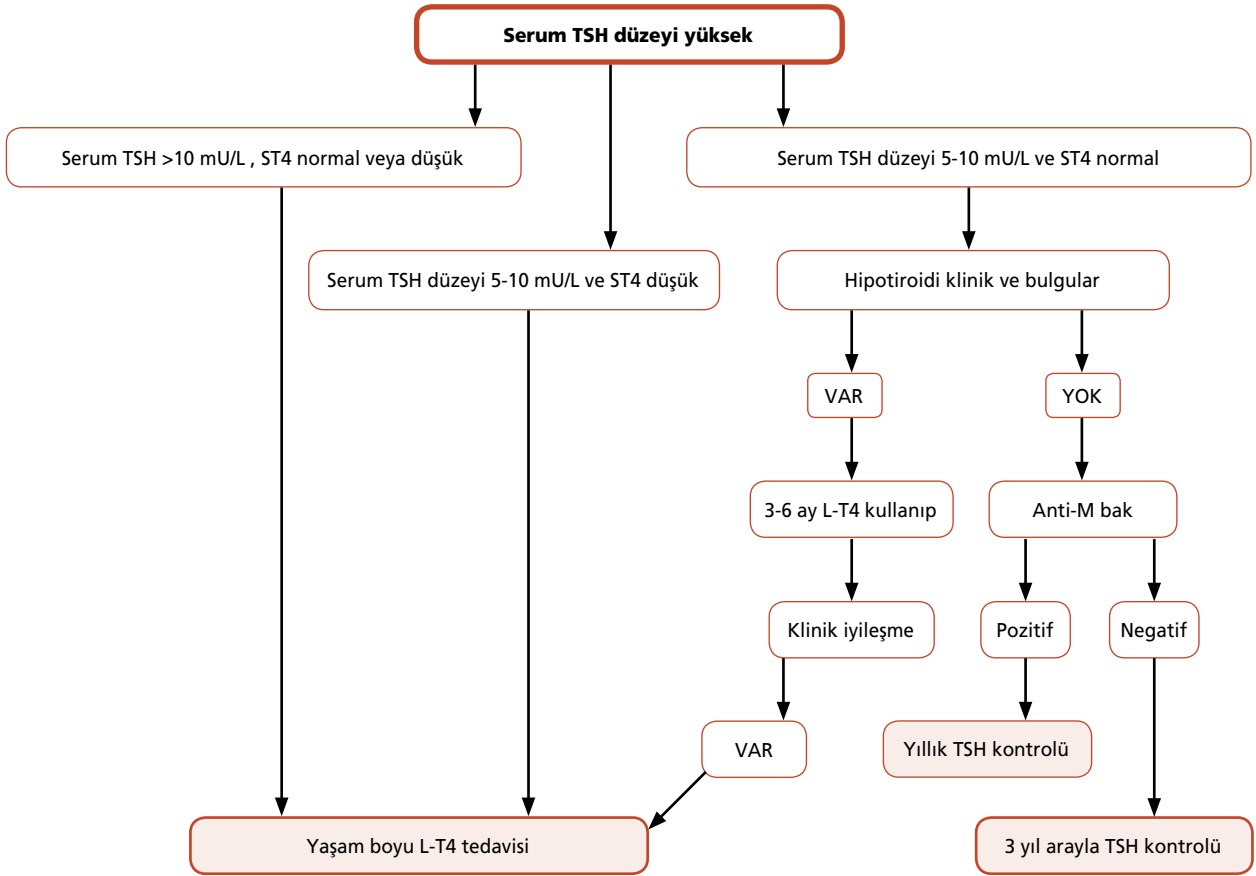 Serum TSH düzeyi yüksek
Serum TSH >10 mU/L , ST4 normal veya düşük
Serum TSH düzeyi 5-10 mU/L ve ST4 normal
Serum TSH düzeyi 5-10 mU/L ve ST4 düşük
Hipotiroidi klinik ve bulgular
VAR
YOK
3-6 ay L-T4 kullanıp
Anti-M bak
Klinik iyileşme
Pozitif
Negatif
VAR
Yıllık TSH kontrolü
Yaşam boyu L-T4 tedavisi
3 yıl arayla TSH kontrolü